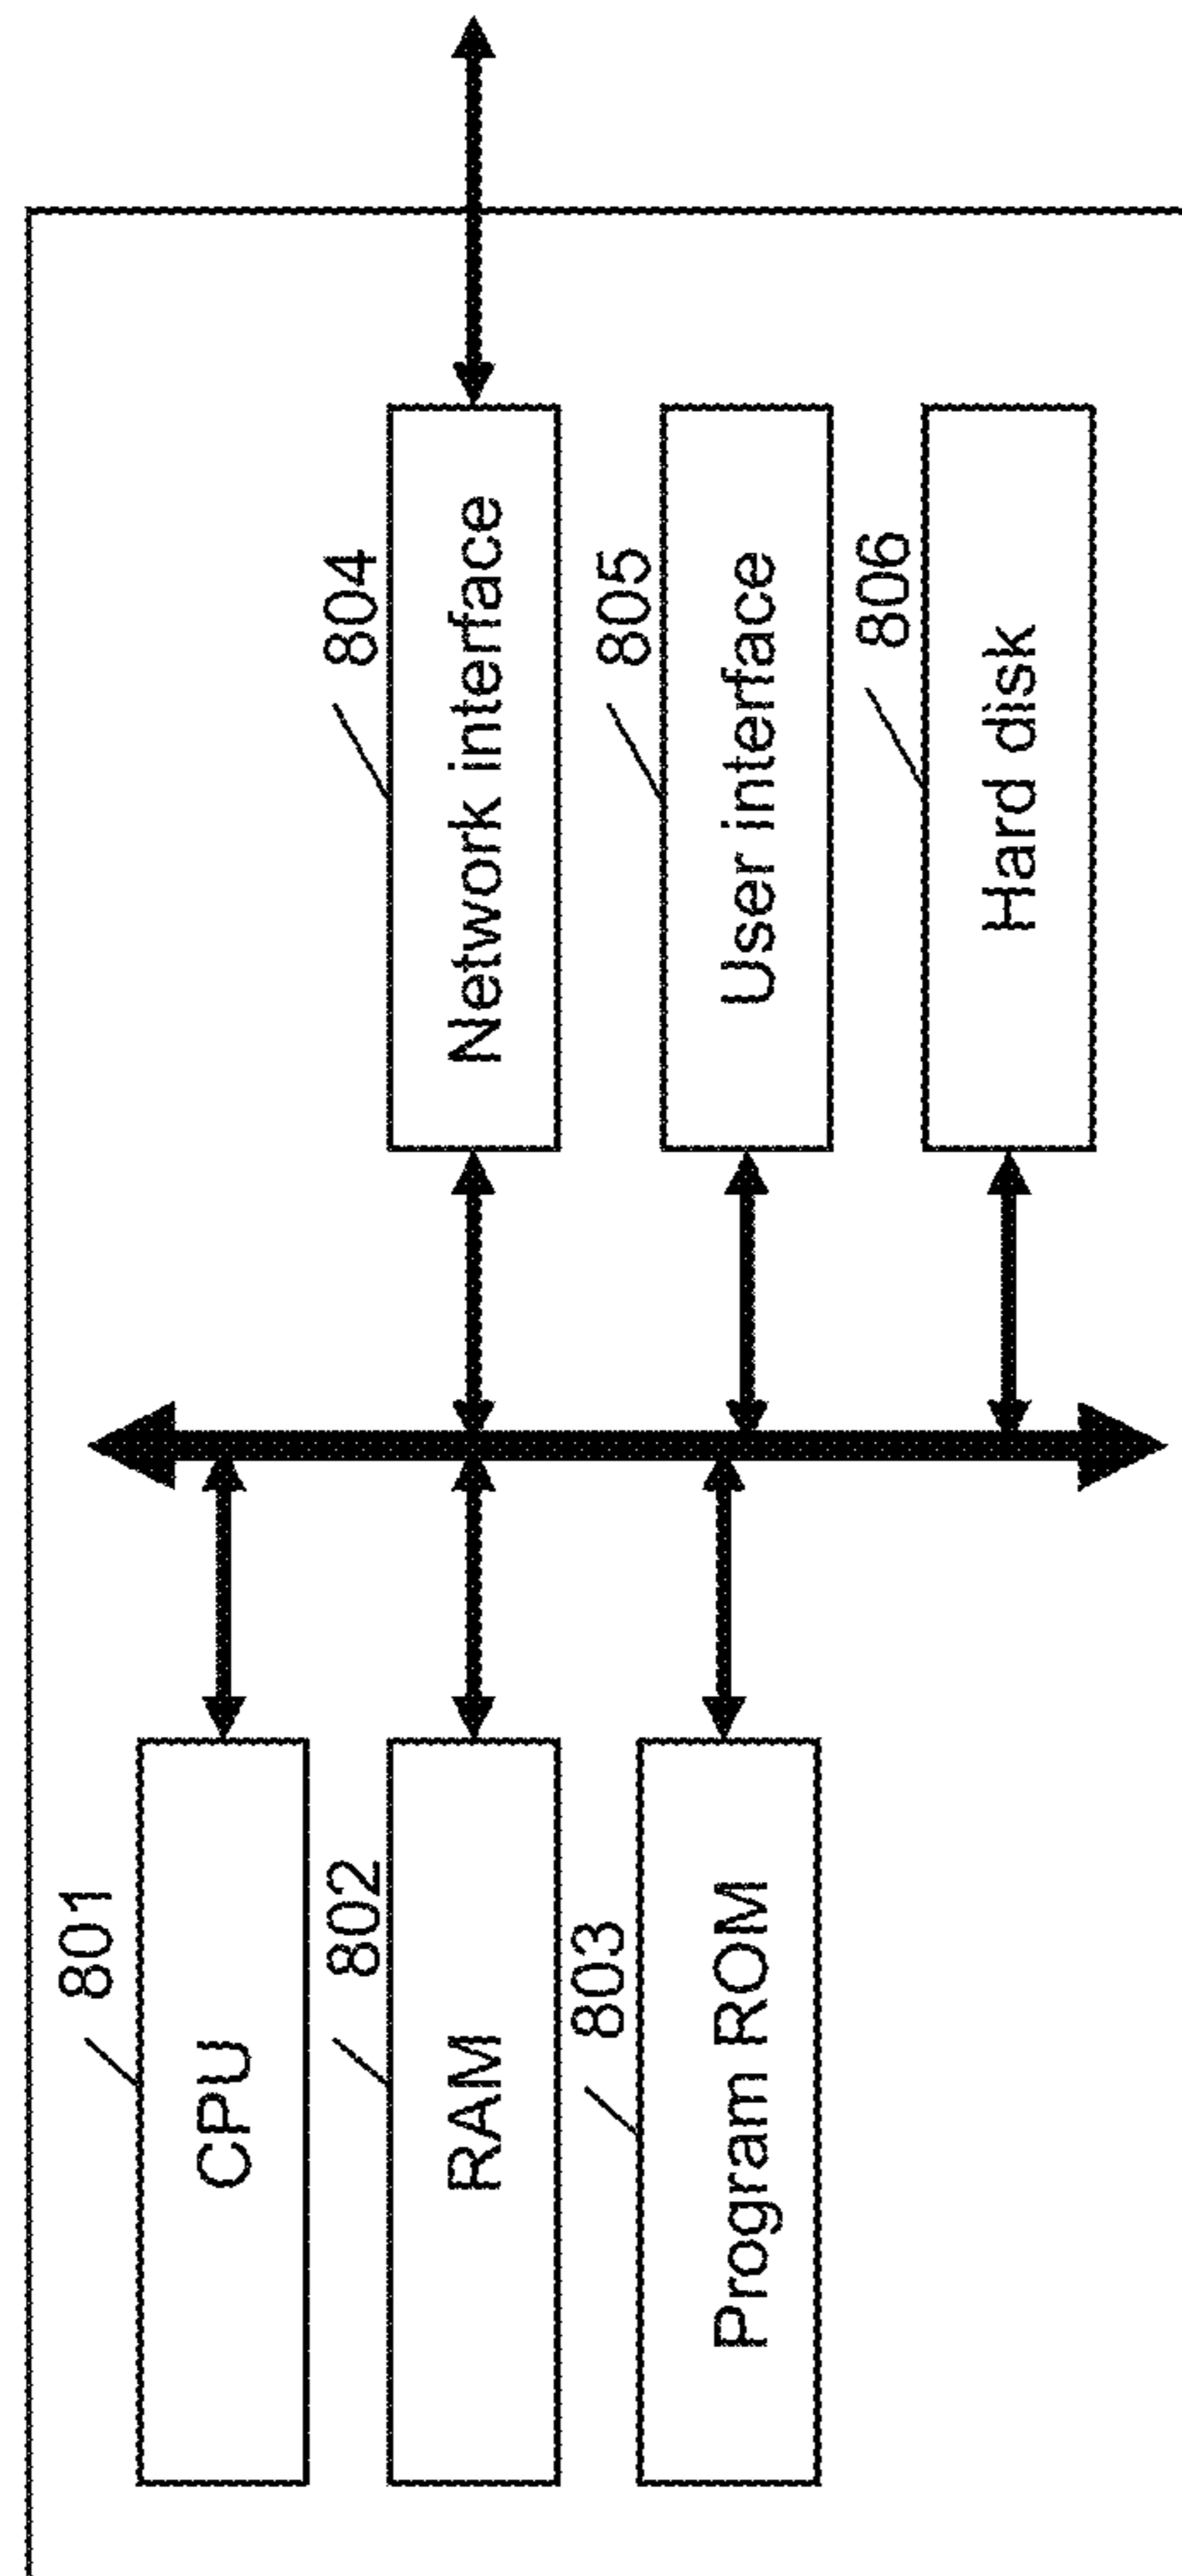 801
CPU
802
RAM
803
Program ROM
804
Network interface
805
User interface
806
Hard disk